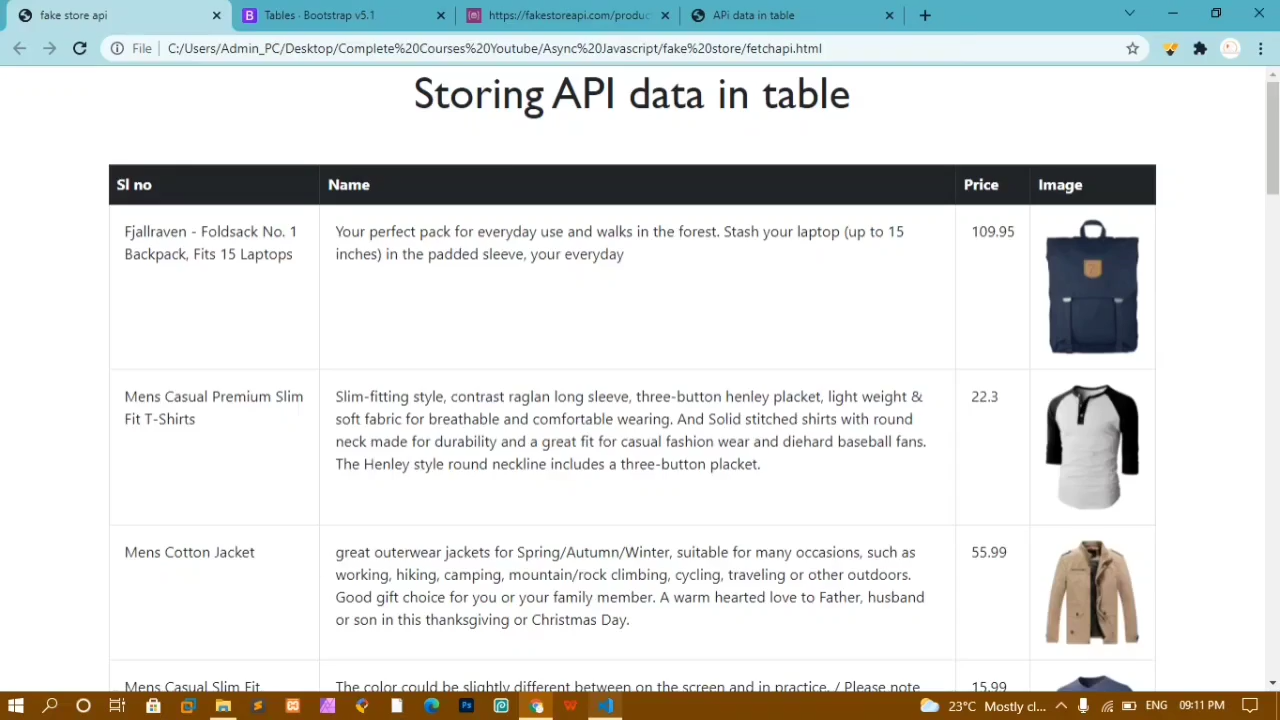 fake store api
Tables · Bootstrap v5.1
https://fakestoreapi.com/produc
APi data in table
File
C:/Users/Admin_PC/Desktop/Complete%20Courses%20Youtube/Async%20Javascript/fake%20store/fetchapi.html
Storing API data in table
Sl no Name Price Image
Fjallraven - Foldsack No. 1
Backpack, Fits 15 Laptops
Your perfect pack for everyday use and walks in the forest. Stash your laptop (up to 15
inches) in the padded sleeve, your everyday
109.95
Mens Casual Premium Slim
Fit T-Shirts
Slim-fitting style, contrast raglan long sleeve, three-button henley placket, light weight &
soft fabric for breathable and comfortable wearing. And Solid stitched shirts with round
neck made for durability and a great fit for casual fashion wear and diehard baseball fans.
The Henley style round neckline includes a three-button placket.
22.3
Mens Cotton Jacket
great outerwear jackets for Spring/Autumn/Winter, suitable for many occasions, such as
working, hiking, camping, mountain/rock climbing, cycling, traveling or other outdoors.
Good gift choice for you or your family member. A warm hearted love to Father, husband
or son in this thanksgiving or Christmas Day.
55.99
Mens Casual Slim Fit
The color could be slightly different between on the screen and in practice. / Please note
15.99
23°C Mostly cl... ENG 09:11 PM